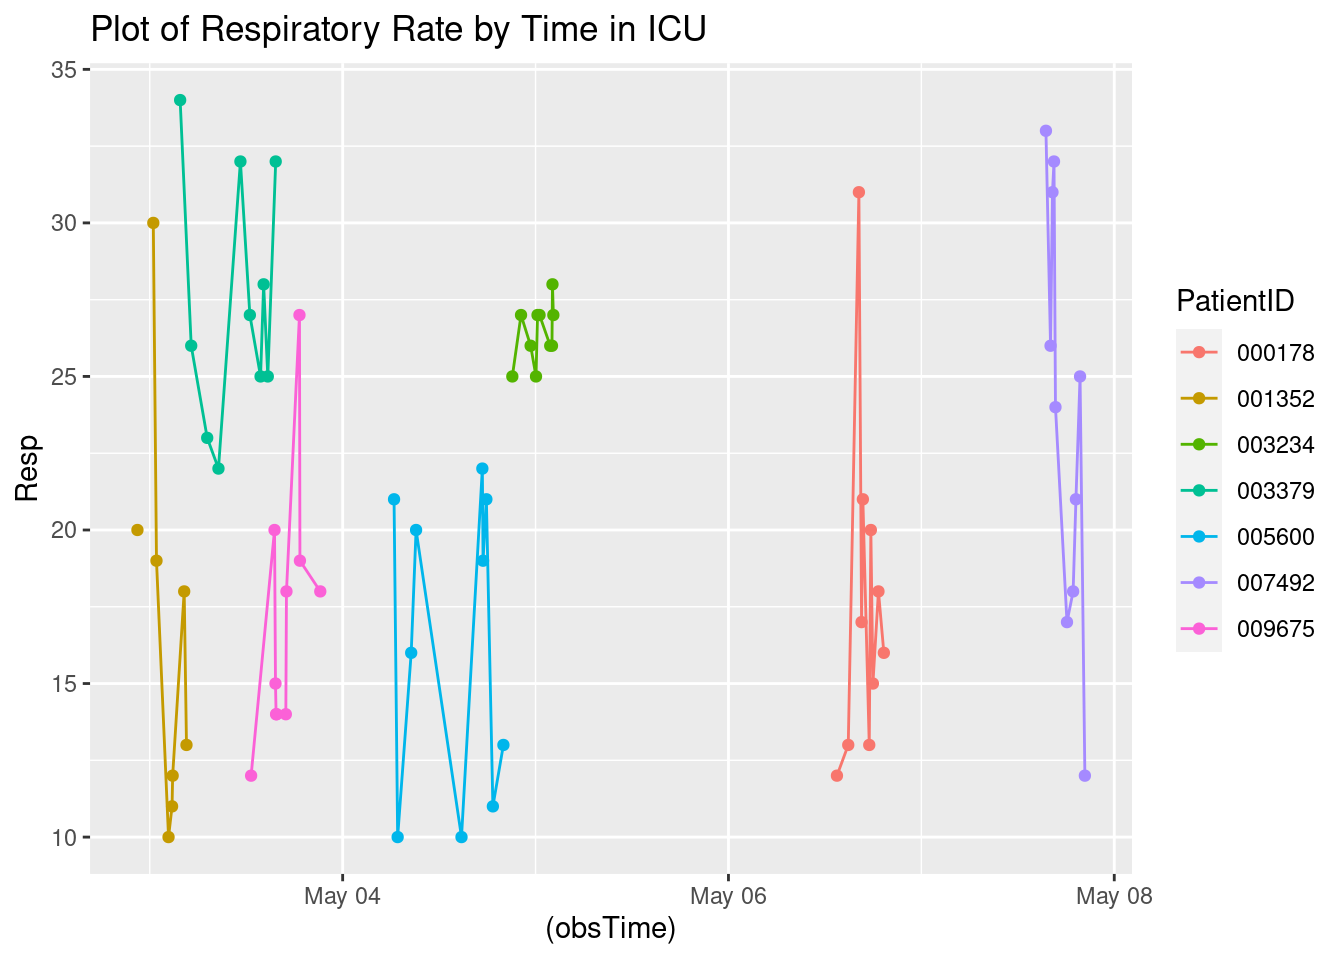 Plot of Respiratory Rate by Time in ICU
35
30
25
20
15
10
Resp
May 04
May 06
May 08
(obsTime)
PatientID
000178
001352
003234
003379
005600
007492
009675